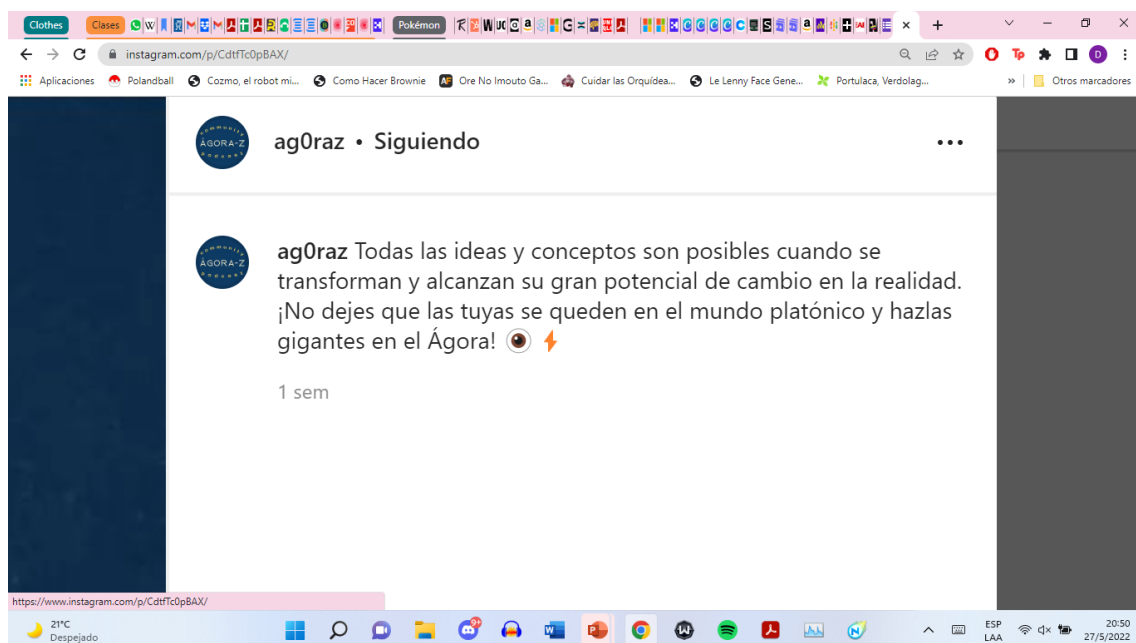 Clothes Clases Pokémon
instagram.com/p/CdtfTc0pBAX/
Aplicaciones Polandball Cozmo, el robot mi... Como Hacer Brownie Ore No Imouto Ga... Cuidar las Orquídea... Le Lenny Face Gene... Portulaca, Verdolag... » Otros marcadores
ÁGORA-Z
ag0raz • Siguiendo
ÁGORA-Z
ag0raz Todas las ideas y conceptos son posibles cuando se
transforman y alcanzan su gran potencial de cambio en la realidad.
¡No dejes que las tuyas se queden en el mundo platónico y hazlas
gigantes en el Ágora! 👁️⚡
1 sem
https://www.instagram.com/p/CdtfTc0pBAX/
21°C
Despejado
ESP
LAA
20:50
27/5/2022